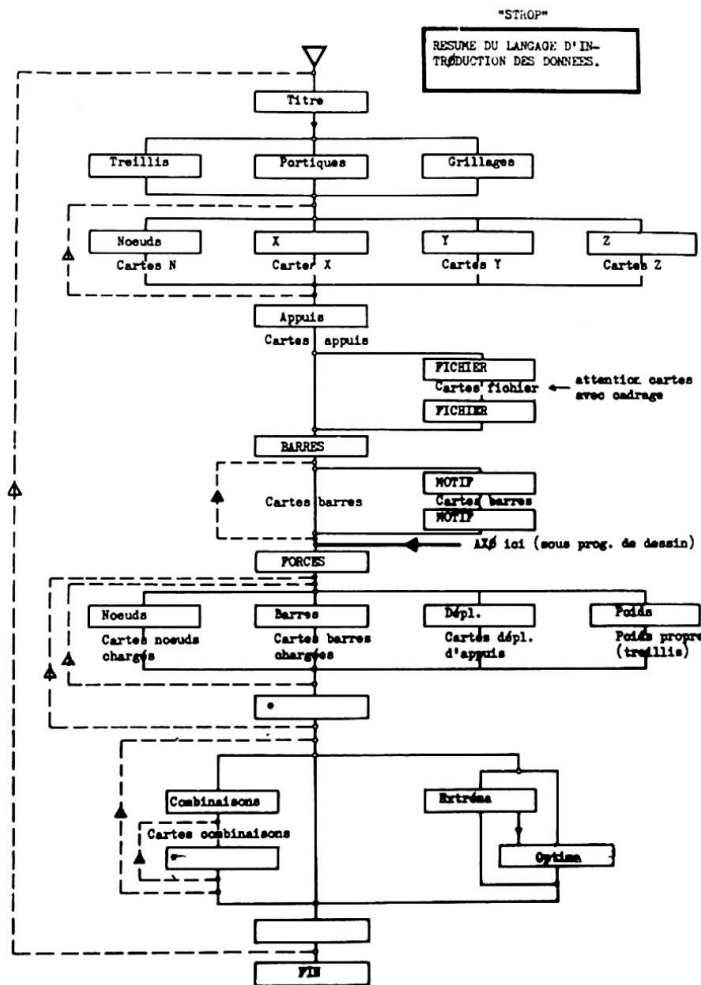 "STROP"
RESUME DU LANGAGE D'IN-
TRØDUCTION DES DONNEES.
Titre
Treillis Portiques Grillages
Noeuds X Y Z
Cartes N Cartes X Cartes Y Cartes Z
Appuis
Cartes appuis
FICHIER
Cartes fichier attention cartes
avec cadrage
FICHIER
BARRES
MOTIF
Cartes barres Cartes barres
MOTIF
AXØ ici (sous prog. de dessin)
FORCES
Noeuds Barres Dépl. Poids
Cartes noeuds Cartes barres Cartes dépl. Poids propre
chargés chargées d'appuis (treillis)
Combinaisons Extréma
Cartes combinaisons
Optima
FIN